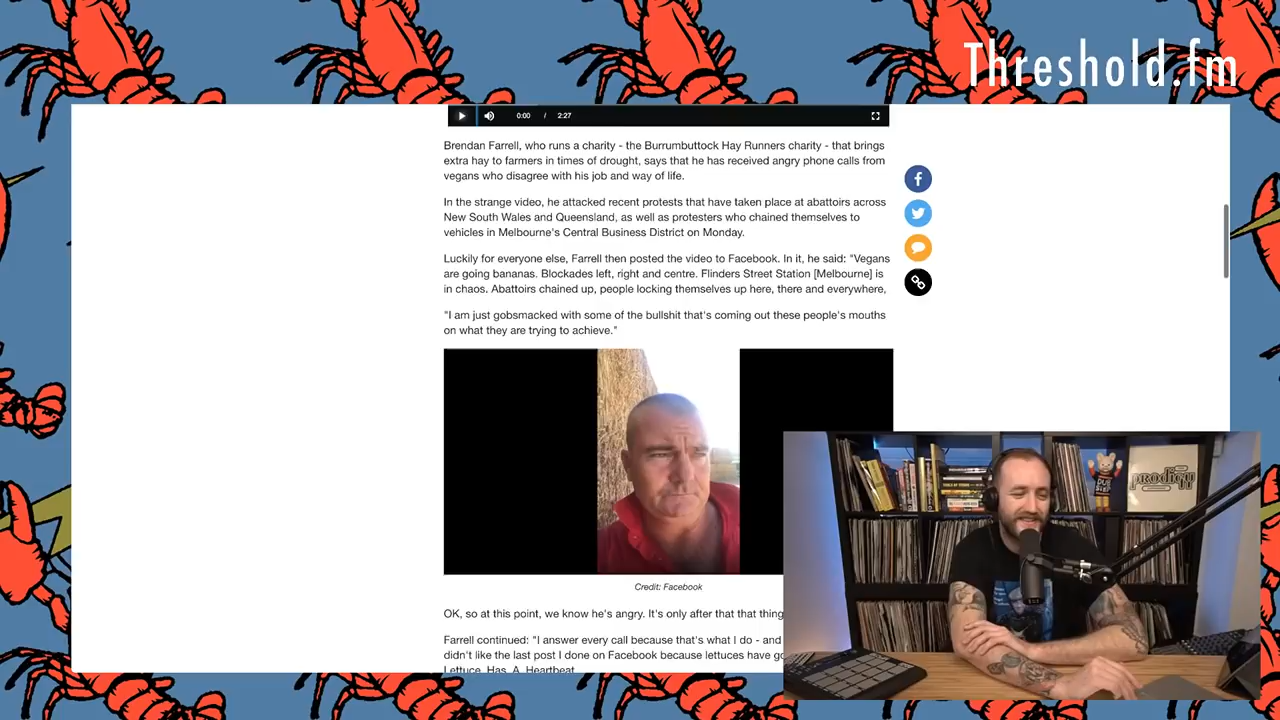 Threshold.fm
0:00 / 2:27
Brendan Farrell, who runs a charity - the Burrumbuttock Hay Runners charity - that brings
extra hay to farmers in times of drought, says that he has received angry phone calls from
vegans who disagree with his job and way of life.
In the strange video, he attacked recent protests that have taken place at abattoirs across
New South Wales and Queensland, as well as protesters who chained themselves to
vehicles in Melbourne's Central Business District on Monday.
Luckily for everyone else, Farrell then posted the video to Facebook. In it, he said: "Vegans
are going bananas. Blockades left, right and centre. Flinders Street Station [Melbourne] is
in chaos. Abattoirs chained up, people locking themselves up here, there and everywhere,
"I am just gobsmacked with some of the bullshit that's coming out these people's mouths
on what they are trying to achieve."
Credit: Facebook
OK, so at this point, we know he's angry. It's only after that that thing
Farrell continued: "I answer every call because that's what I do - and
didn't like the last post I done on Facebook because lettuces have go
Lettuce. Has. A. Heartbeat.
prodigy